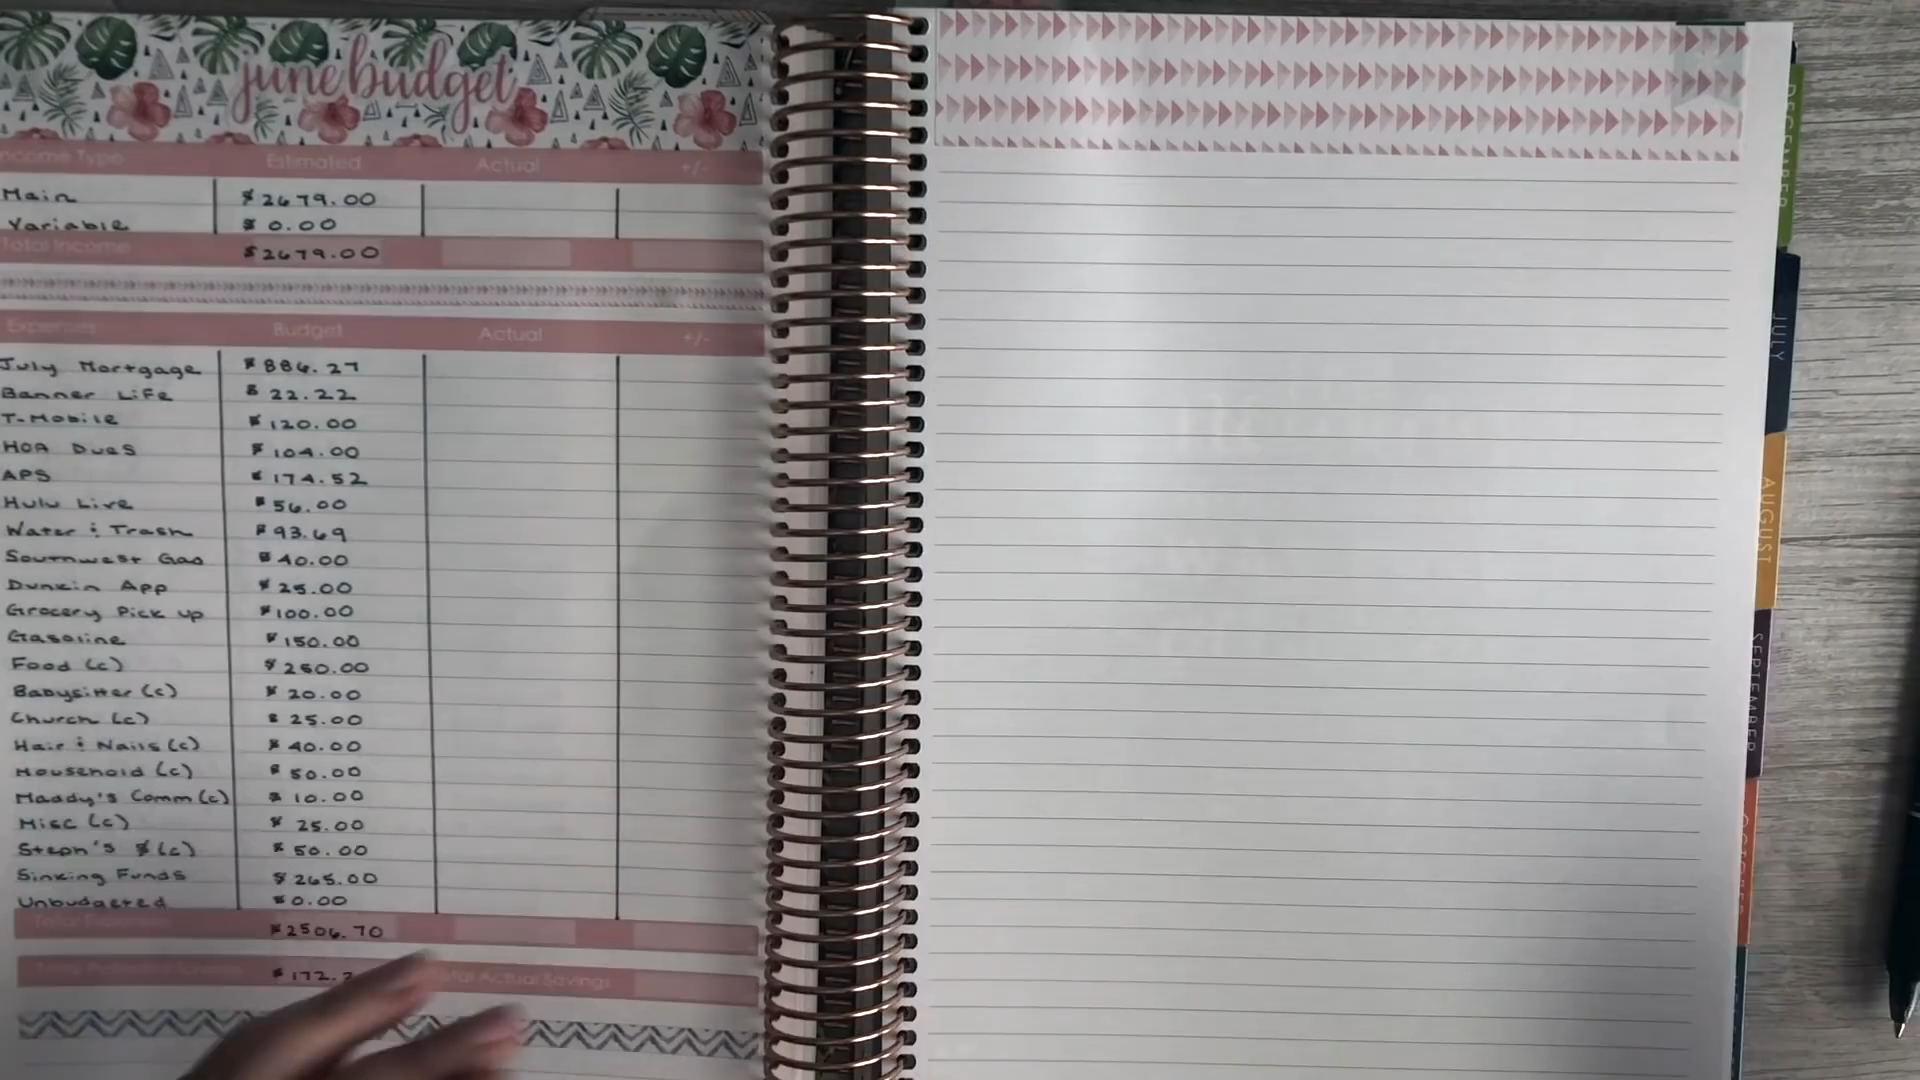 june budget
Income Type Estimated Actual +/-
Main $2679.00
Variable $0.00
Total Income $2679.00
Expenses Budget Actual +/-
July Mortgage $886.27
Banner Life $22.22
T-Mobile $120.00
HOA Dues $104.00
APS $174.52
Hulu Live $56.00
Water & Trash $93.69
Southwest Gas $40.00
Dunkin App $25.00
Grocery Pick up $100.00
Gasoline $150.00
Food (c) $250.00
Babysitter (c) $20.00
Church (c) $25.00
Hair & Nails (c) $40.00
Household (c) $50.00
Maddy's Comm (c) $10.00
Misc (c) $25.00
Steph's $ (c) $50.00
Sinking Funds $265.00
Unbudgeted $0.00
Total Expenses $2506.70
Actual Savings
DECEMBER
JULY
AUGUST
SEPTEMBER
OCTOBER